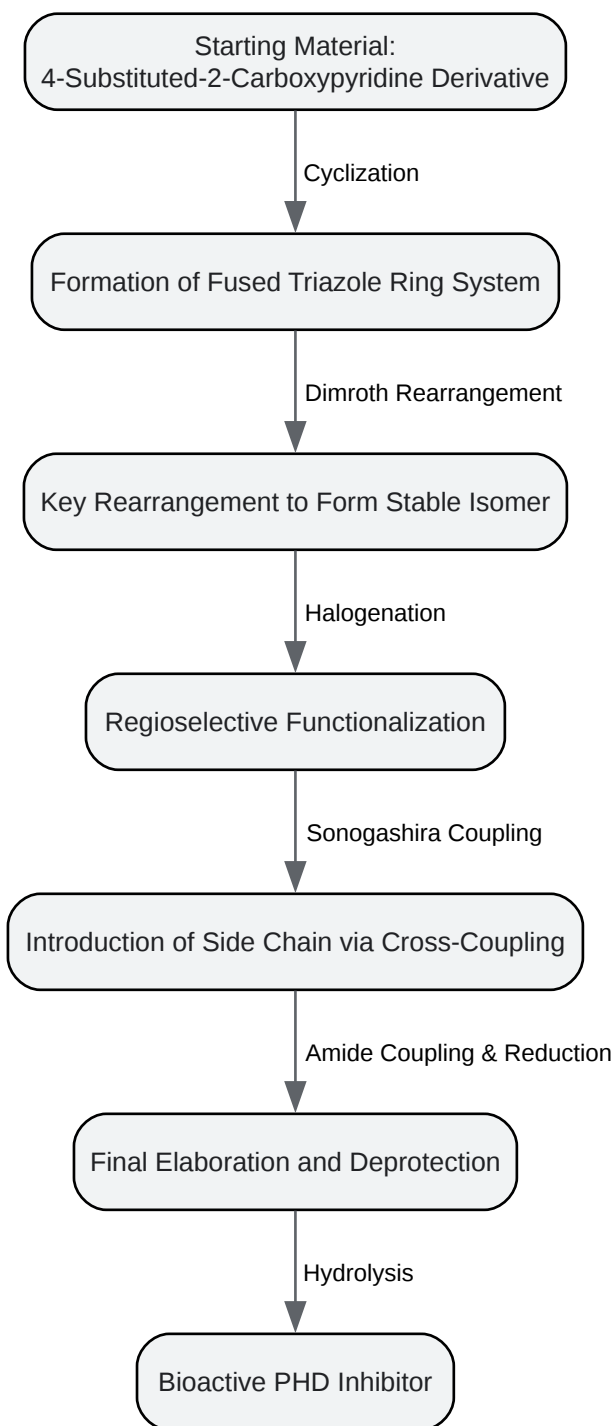 Starting Material:
4-Substituted-2-Carboxypyridine Derivative
Cyclization
Formation of Fused Triazole Ring System
Dimroth Rearrangement
Key Rearrangement to Form Stable Isomer
Halogenation
Regioselective Functionalization
Sonogashira Coupling
Introduction of Side Chain via Cross-Coupling
Amide Coupling & Reduction
Final Elaboration and Deprotection
Hydrolysis
Bioactive PHD Inhibitor